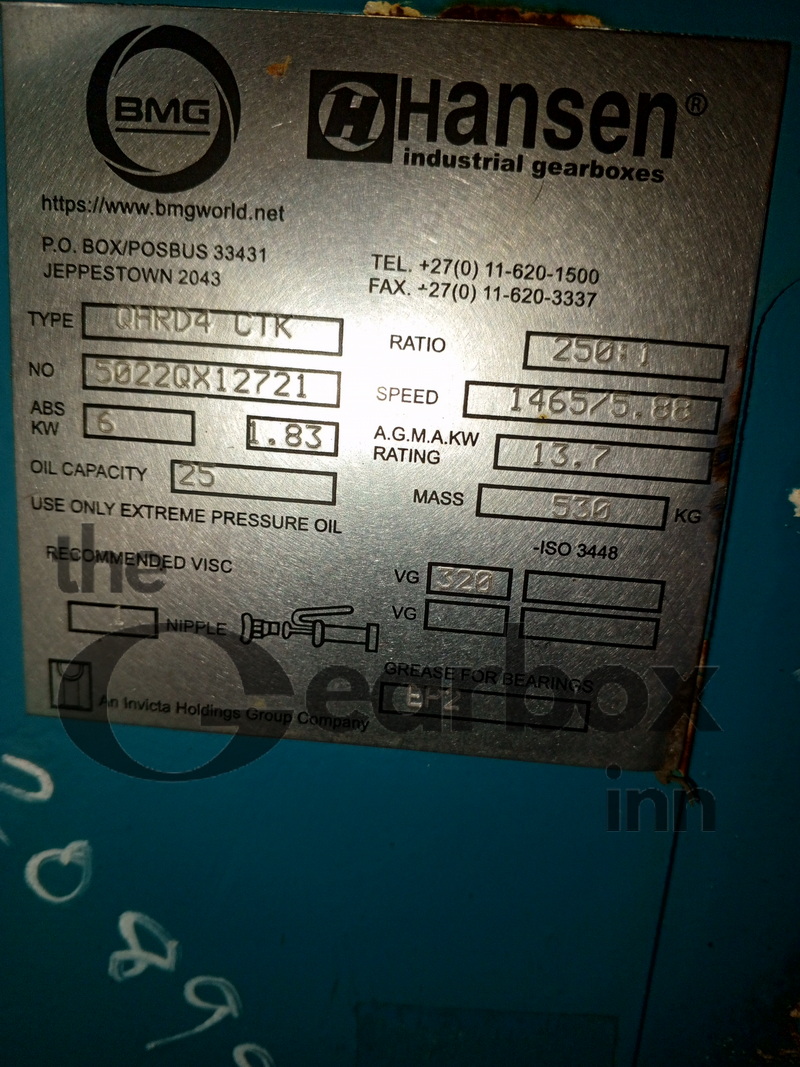 BMG
Hansen®
industrial gearboxes
https://www.bmgworld.net
P.O. BOX/POSBUS 33431
JEPPESTOWN 2043
TEL. +27(0) 11-620-1500
FAX. +27(0) 11-620-3337
TYPE QHRD4 CTK
RATIO 250:1
NO 5022QX12721
SPEED 1465/5.88
ABS KW 6 1.83
A.G.M.A.KW RATING 13.7
OIL CAPACITY 25
MASS 530 KG
USE ONLY EXTREME PRESSURE OIL
-ISO 3448
RECOMMENDED VISC
VG 320
VG
NIPPLE
GREASE FOR BEARINGS
EP2
An Invicta Holdings Group Company
the
Gearbox
inn